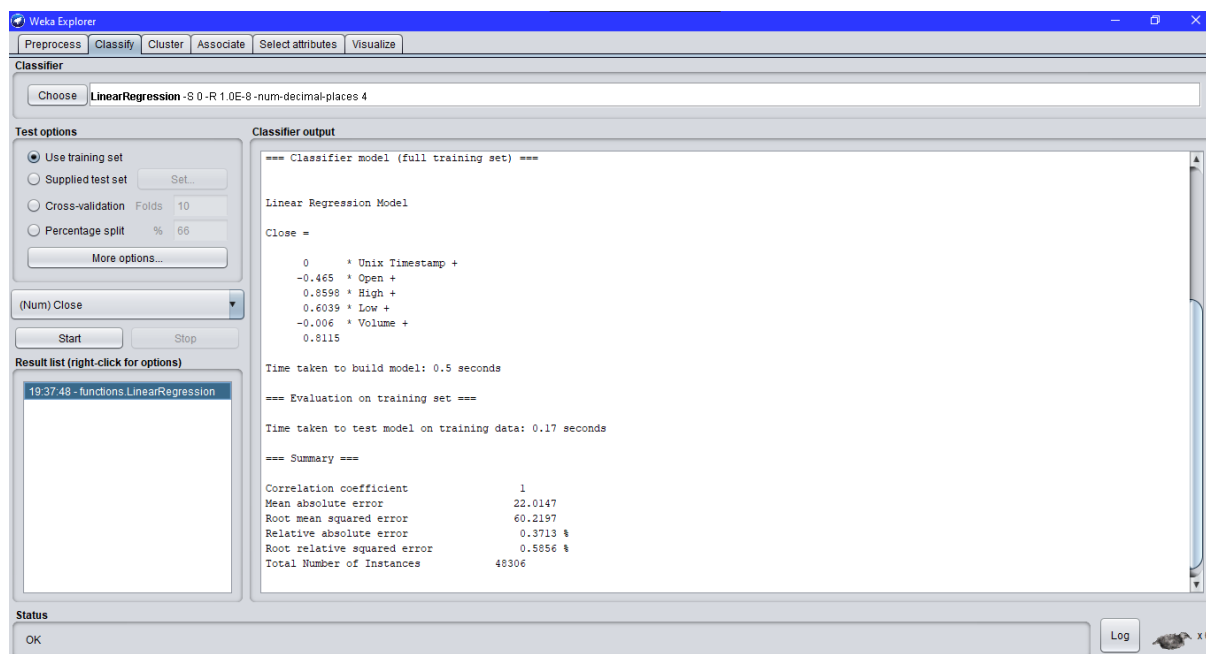 Weka Explorer
Preprocess Classify Cluster Associate Select attributes Visualize
Classifier
Choose LinearRegression -S 0 -R 1.0E-8 -num-decimal-places 4
Test options
Use training set
Supplied test set Set...
Cross-validation Folds 10
Percentage split % 66
More options...
(Num) Close
Start Stop
Result list (right-click for options)
19:37:48 - functions.LinearRegression
Classifier output
=== Classifier model (full training set) ===
Linear Regression Model
Close =
0 * Unix Timestamp +
-0.465 * Open +
0.8598 * High +
0.6039 * Low +
-0.006 * Volume +
0.8115
Time taken to build model: 0.5 seconds
=== Evaluation on training set ===
Time taken to test model on training data: 0.17 seconds
=== Summary ===
Correlation coefficient 1
Mean absolute error 22.0147
Root mean squared error 60.2197
Relative absolute error 0.3713 %
Root relative squared error 0.5856 %
Total Number of Instances 48306
Status
OK
Log
x